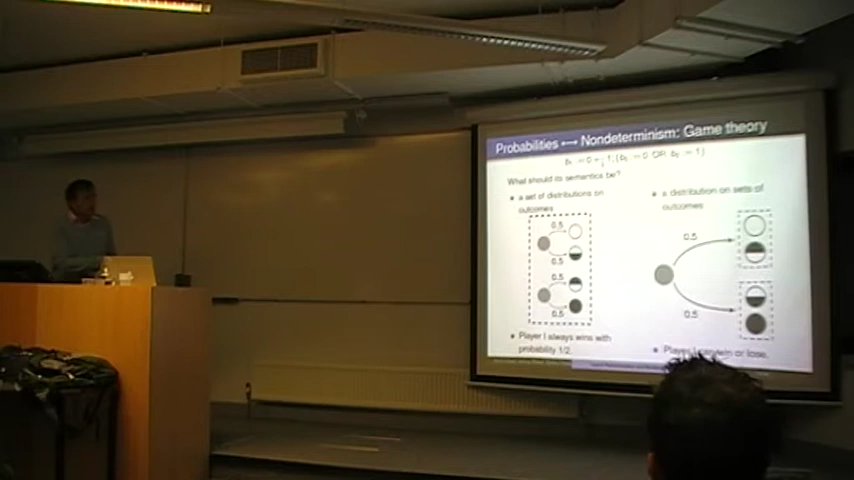 Probabilities ⟷ Nondeterminism: Game theory
What should its semantics be?
a set of distributions on
outcomes
0.5
0.5
0.5
0.5
Player I always wins with
probability 1/2.
a distribution on sets of
outcomes
0.5
0.5
Player I
or lose.